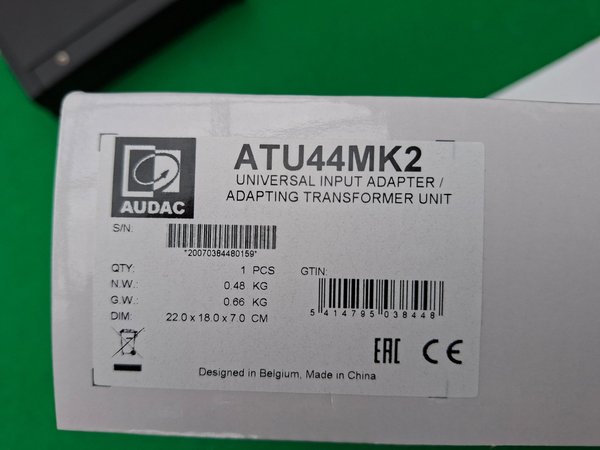 AUDAC
ATU44MK2
UNIVERSAL INPUT ADAPTER /
ADAPTING TRANSFORMER UNIT
S/N:
*20070384480159*
QTY: 1 PCS GTIN:
N.W.: 0.48 KG
G.W.: 0.66 KG
5 414795 038448
DIM: 22.0 x 18.0 x 7.0 CM
EAC CE
Designed in Belgium, Made in China